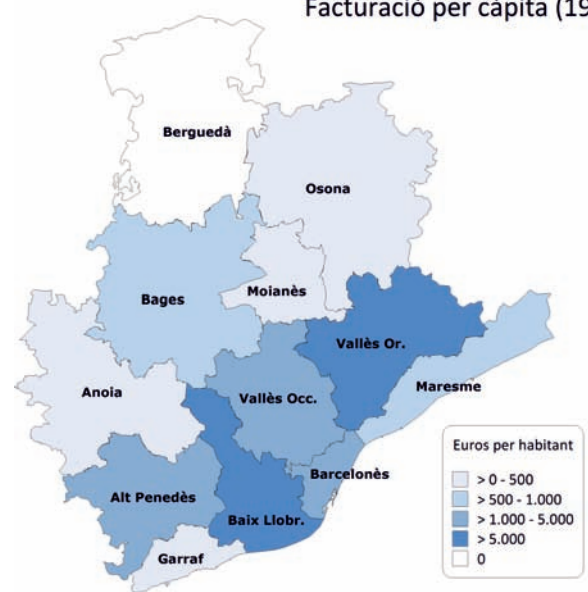 Facturació per càpita (19
Berguedà
Osona
Bages
Moianès
Vallès Or.
Anoia
Vallès Occ.
Maresme
Barcelonès
Alt Penedès
Baix Llobr.
Garraf
Euros per habitant
> 0 - 500
> 500 - 1.000
> 1.000 - 5.000
> 5.000
0